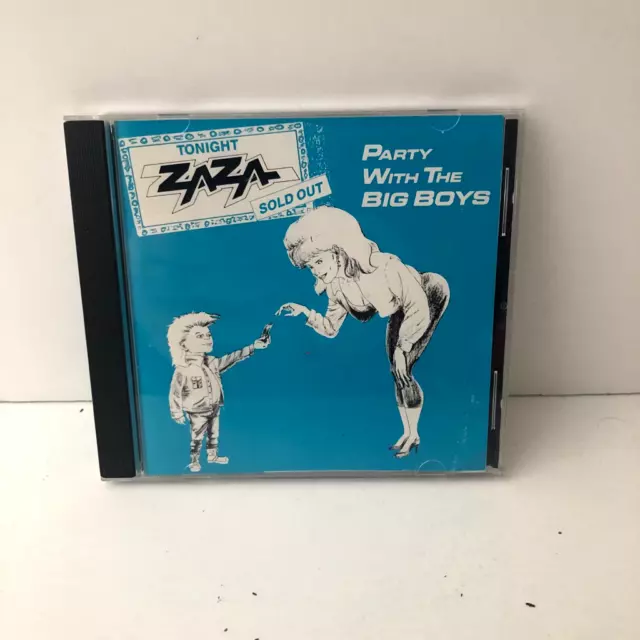 TONIGHT
ZAZA
SOLD OUT
PARTY
WITH THE
BIG BOYS